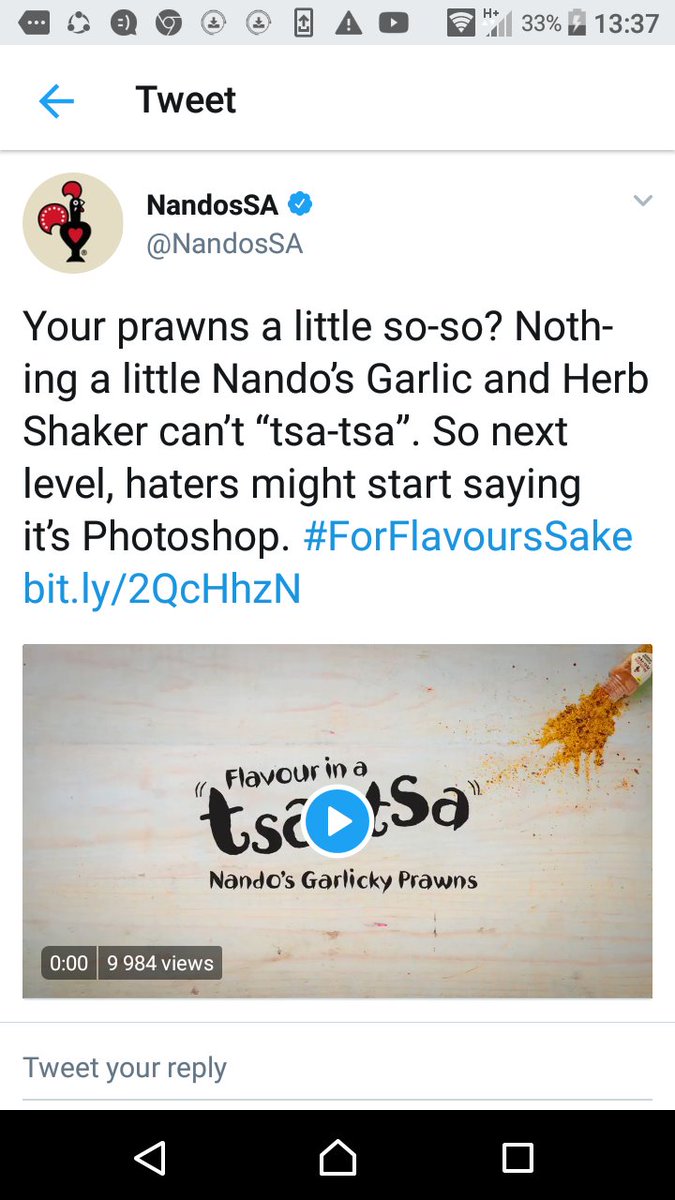 H+ 33% 13:37
Tweet
NandosSA
@NandosSA
Your prawns a little so-so? Noth-
ing a little Nando’s Garlic and Herb
Shaker can’t “tsa-tsa”. So next
level, haters might start saying
it’s Photoshop. #ForFlavoursSake
bit.ly/2QcHhzN
Flavour in a
"tsa tsa"
Nando's Garlicky Prawns
0:00 9 984 views
Tweet your reply